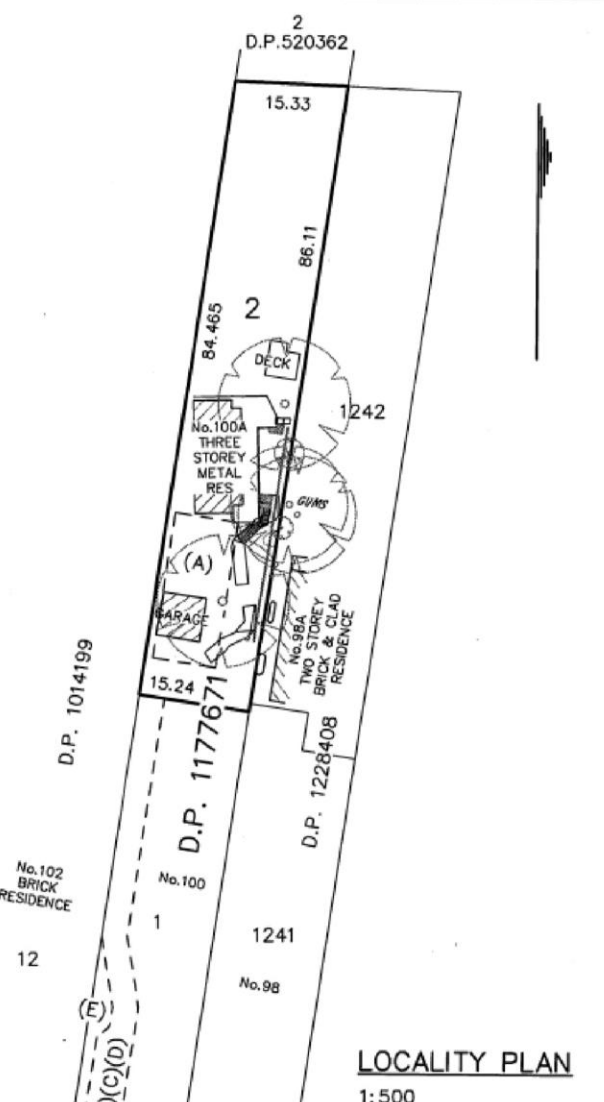 2
D.P.520362
15.33
86.11
84.465
2
DECK
1242
No.100A
THREE
STOREY
METAL
RES
GUMS
(A)
GARAGE
No.98A
TWO STOREY
BRICK & CLAD
RESIDENCE
15.24
D.P. 1014199
D.P. 1177671
D.P. 1228408
No.102
BRICK
RESIDENCE
No.100
1
1241
12
No.98
(E)
)(C)(D)
LOCALITY PLAN
1:500